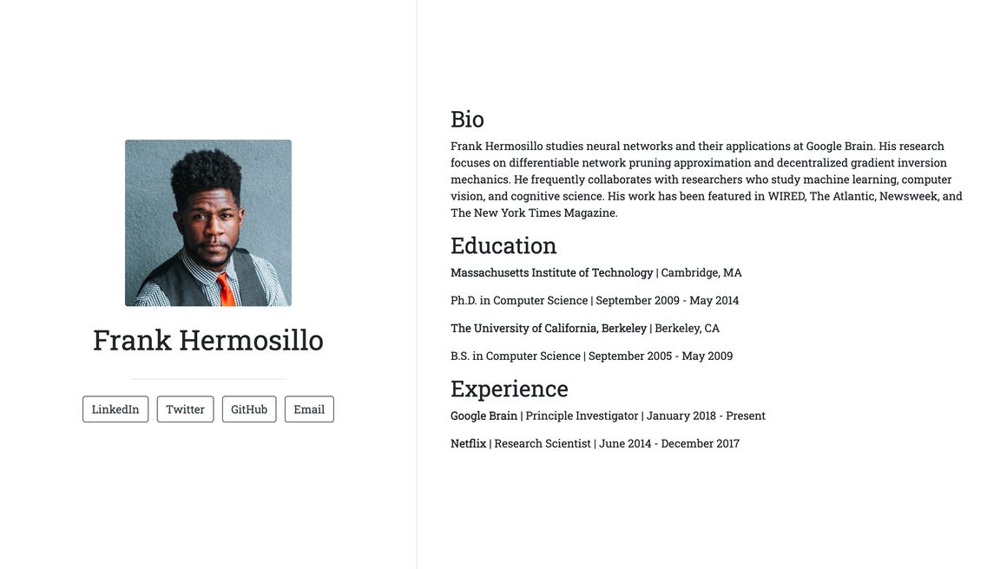 Frank Hermosillo
LinkedIn
Twitter
GitHub
Email
Bio
Frank Hermosillo studies neural networks and their applications at Google Brain. His research
focuses on differentiable network pruning approximation and decentralized gradient inversion
mechanics. He frequently collaborates with researchers who study machine learning, computer
vision, and cognitive science. His work has been featured in WIRED, The Atlantic, Newsweek, and
The New York Times Magazine.
Education
Massachusetts Institute of Technology | Cambridge, MA
Ph.D. in Computer Science | September 2009 - May 2014
The University of California, Berkeley | Berkeley, CA
B.S. in Computer Science | September 2005 - May 2009
Experience
Google Brain | Principle Investigator | January 2018 - Present
Netflix | Research Scientist | June 2014 - December 2017